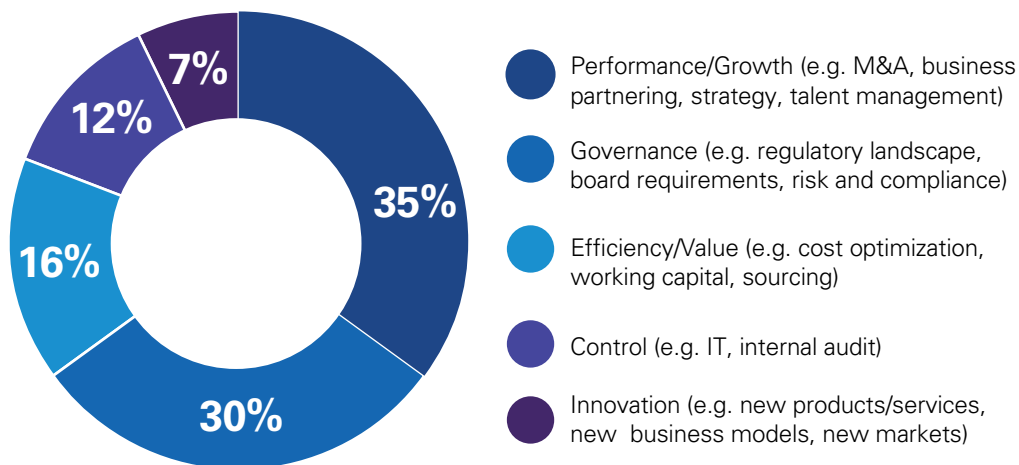 7%
12%
35%
16%
30%
Performance/Growth (e.g. M&A, business
partnering, strategy, talent management)
Governance (e.g. regulatory landscape,
board requirements, risk and compliance)
Efficiency/Value (e.g. cost optimization,
working capital, sourcing)
Control (e.g. IT, internal audit)
Innovation (e.g. new products/services,
new business models, new markets)